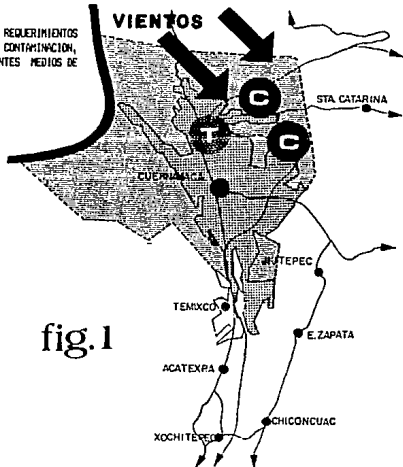 REQUERIMIENTOS
CONTAMINACION,
NTES MEDIOS DE
VIENTOS
C
STA. CATARINA
T
C
CUERNAVACA
JIUTEPEC
TEMIXCO
fig.1
E. ZAPATA
ACATEXPA
CHICONCUAC
XOCHITEPEC